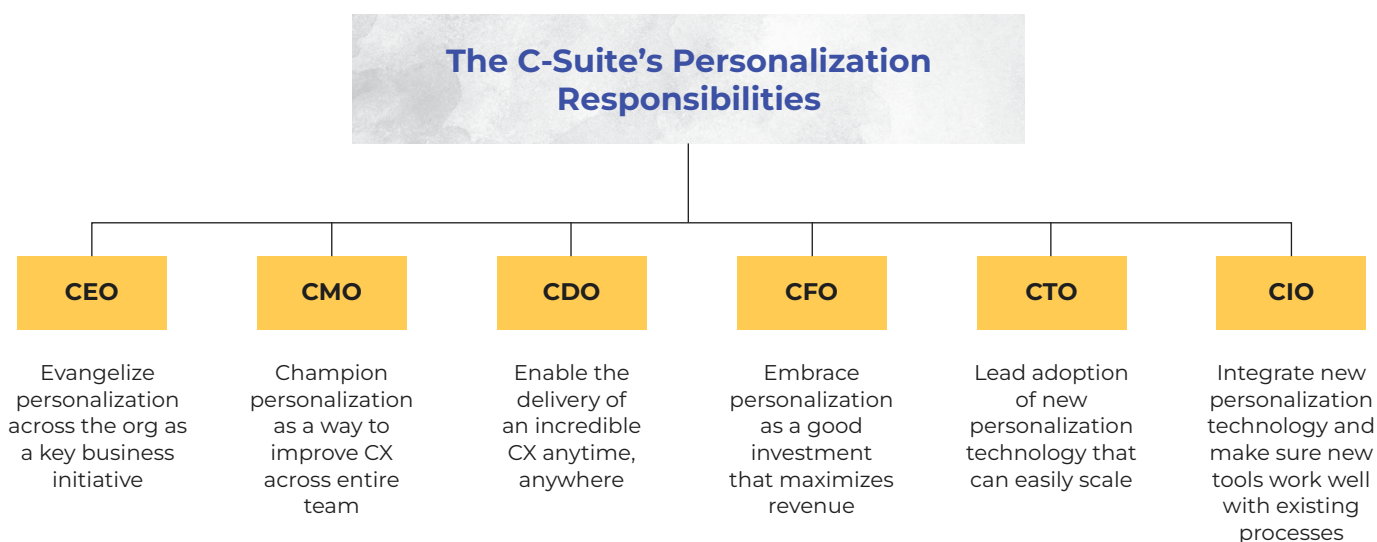 The C-Suite’s Personalization
Responsibilities
CEO
Evangelize
personalization
across the org as
a key business
initiative
CMO
Champion
personalization
as a way to
improve CX
across entire
team
CDO
Enable the
delivery of
an incredible
CX anytime,
anywhere
CFO
Embrace
personalization
as a good
investment
that maximizes
revenue
CTO
Lead adoption
of new
personalization
technology that
can easily scale
CIO
Integrate new
personalization
technology and
make sure new
tools work well
with existing
processes